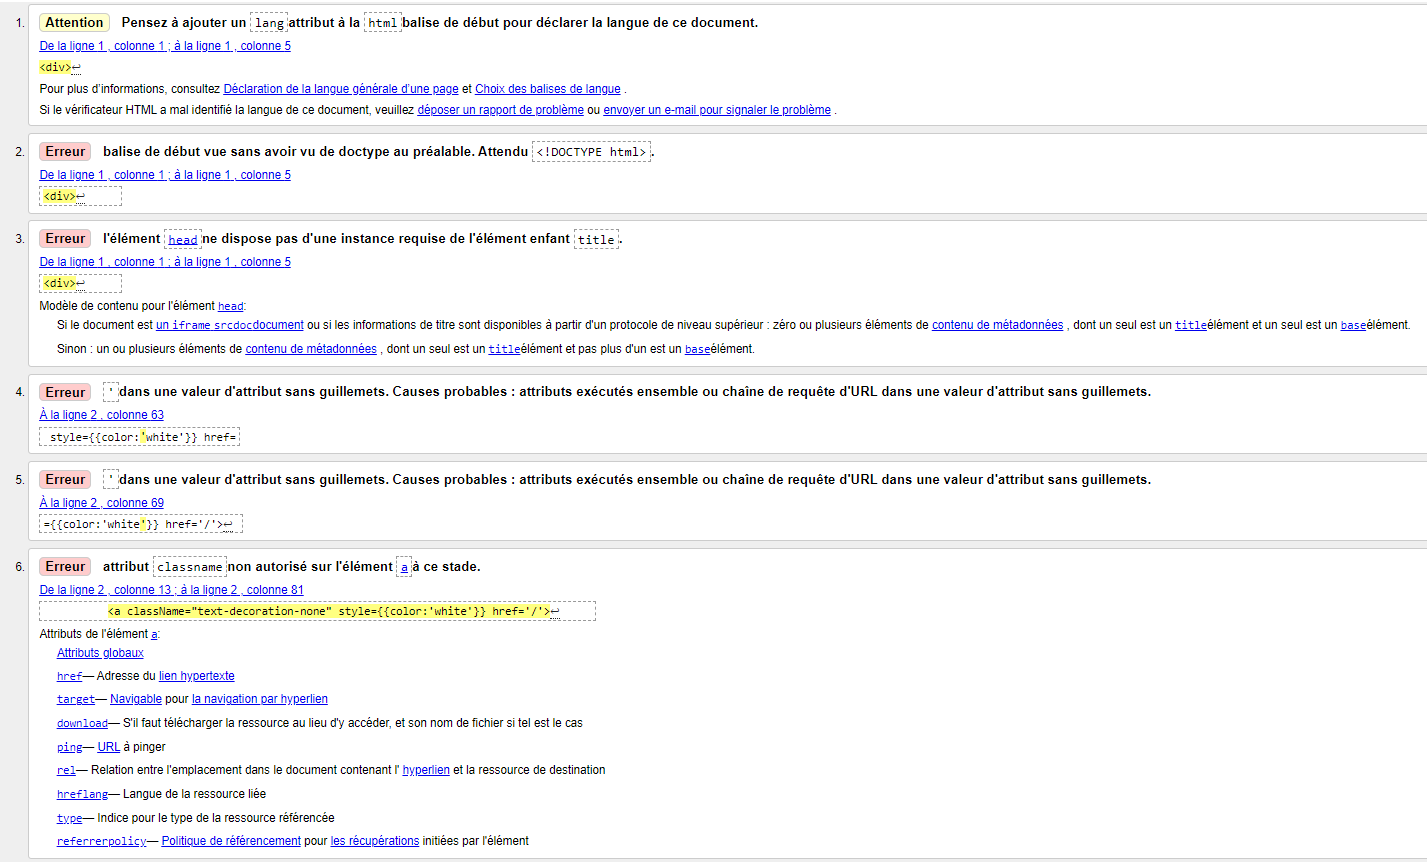 1. Attention Pensez à ajouter un lang attribut à la html balise de début pour déclarer la langue de ce document.
De la ligne 1 , colonne 1 ; à la ligne 1 , colonne 5
<div>↩
Pour plus d'informations, consultez Déclaration de la langue générale d'une page et Choix des balises de langue .
Si le vérificateur HTML a mal identifié la langue de ce document, veuillez déposer un rapport de problème ou envoyer un e-mail pour signaler le problème .
2. Erreur balise de début vue sans avoir vu de doctype au préalable. Attendu <!DOCTYPE html>.
De la ligne 1 , colonne 1 ; à la ligne 1 , colonne 5
<div>↩
3. Erreur l'élément head ne dispose pas d'une instance requise de l'élément enfant title.
De la ligne 1 , colonne 1 ; à la ligne 1 , colonne 5
<div>↩
Modèle de contenu pour l'élément head:
Si le document est un iframe srcdocdocument ou si les informations de titre sont disponibles à partir d'un protocole de niveau supérieur : zéro ou plusieurs éléments de contenu de métadonnées , dont un seul est un titleélément et un seul est un baseélément.
Sinon : un ou plusieurs éléments de contenu de métadonnées , dont un seul est un titleélément et pas plus d'un est un baseélément.
4. Erreur ' dans une valeur d'attribut sans guillemets. Causes probables : attributs exécutés ensemble ou chaîne de requête d'URL dans une valeur d'attribut sans guillemets.
À la ligne 2 , colonne 63
style={{color:'white'}} href=
5. Erreur ' dans une valeur d'attribut sans guillemets. Causes probables : attributs exécutés ensemble ou chaîne de requête d'URL dans une valeur d'attribut sans guillemets.
À la ligne 2 , colonne 69
={{color:'white'}} href='/'>↩
6. Erreur attribut classname non autorisé sur l'élément a à ce stade.
De la ligne 2 , colonne 13 ; à la ligne 2 , colonne 81
<a className="text-decoration-none" style={{color:'white'}} href='/'>↩
Attributs de l'élément a:
Attributs globaux
href— Adresse du lien hypertexte
target— Navigable pour la navigation par hyperlien
download— S'il faut télécharger la ressource au lieu d'y accéder, et son nom de fichier si tel est le cas
ping— URL à pinger
rel— Relation entre l'emplacement dans le document contenant l' hyperlien et la ressource de destination
hreflang— Langue de la ressource liée
type— Indice pour le type de la ressource référencée
referrerpolicy— Politique de référencement pour les récupérations initiées par l'élément